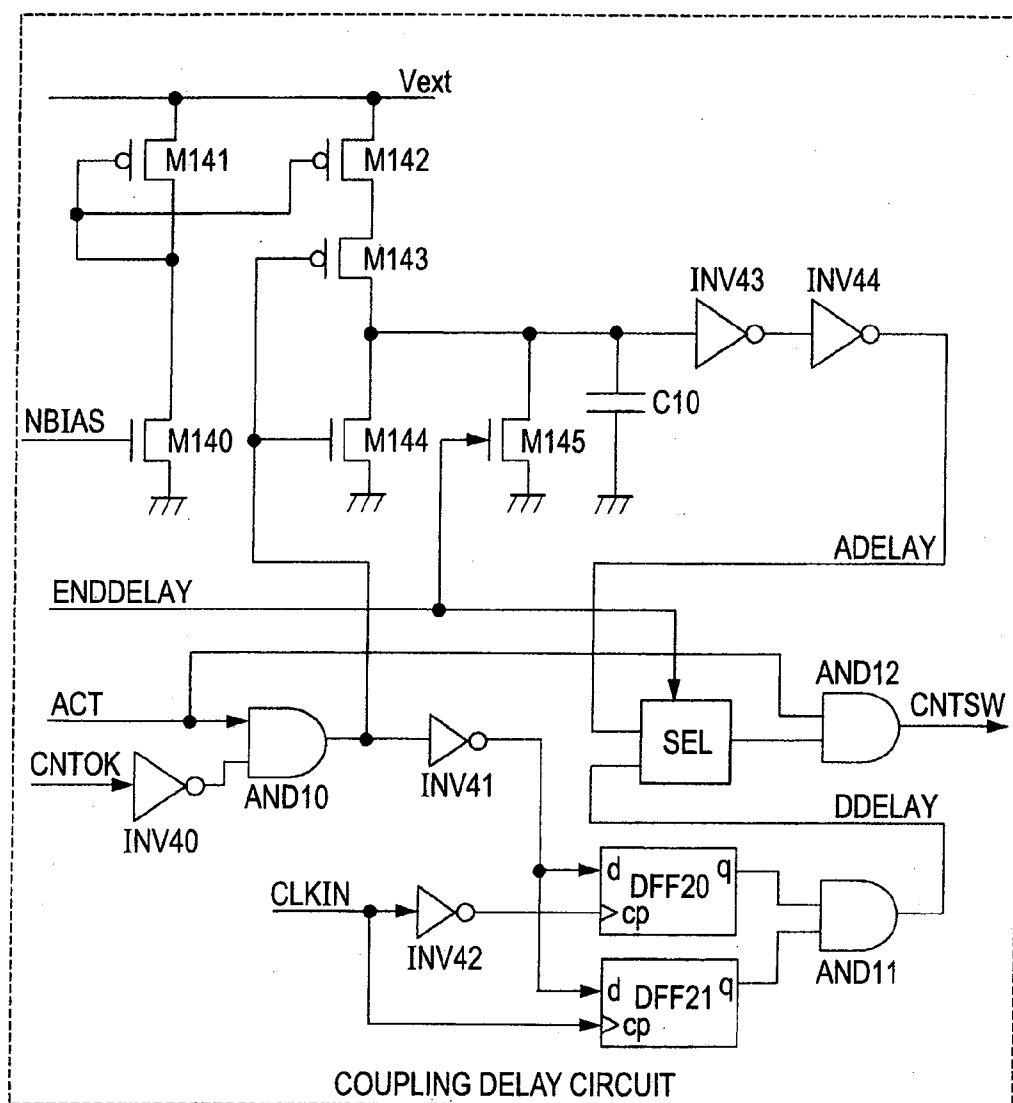 Vext
M141
M142
M143
INV43
INV44
C10
NBIAS
M140
M144
M145
ADELAY
ENDDELAY
AND12
ACT
CNTSW
SEL
CNTOK
INV41
AND10
DDELAY
INV40
d
q
DFF20
CLKIN
cp
INV42
AND11
d
q
DFF21
cp
COUPLING DELAY CIRCUIT